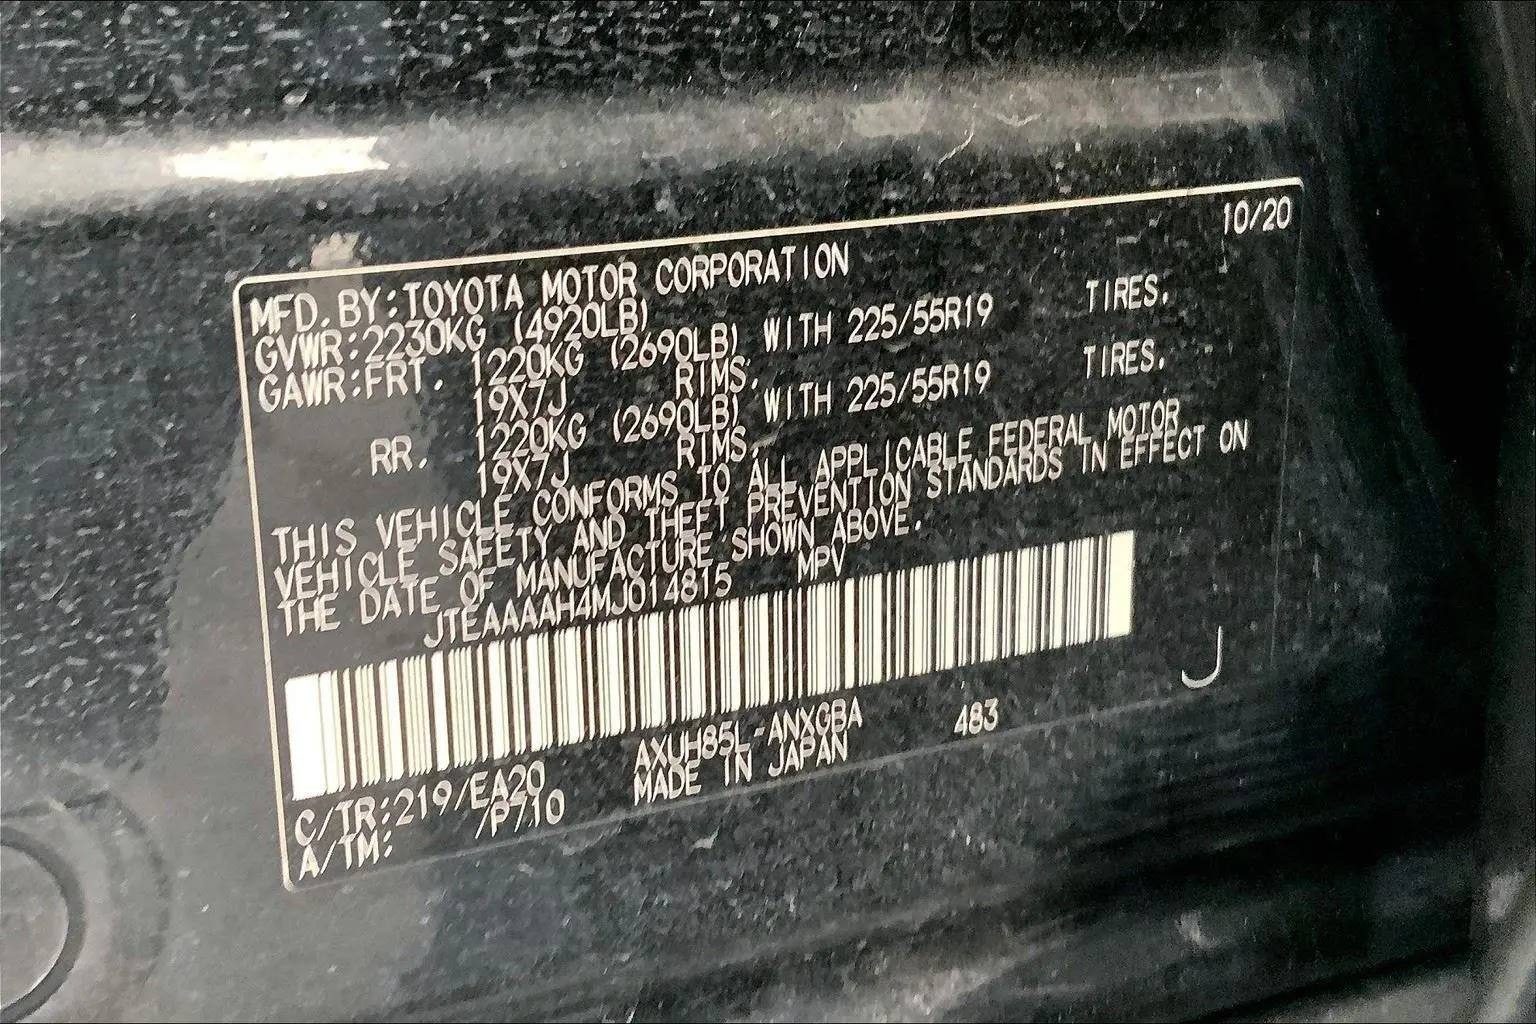 10/20
MFD. BY:TOYOTA MOTOR CORPORATION
GVWR:2230KG (4920LB)
GAWR:FRT. 1220KG (2690LB) WITH 225/55R19 TIRES,
19X7J RIMS,
RR. 1220KG (2690LB) WITH 225/55R19 TIRES,
19X7J RIMS,
THIS VEHICLE CONFORMS TO ALL APPLICABLE FEDERAL MOTOR
VEHICLE SAFETY AND THEFT PREVENTION STANDARDS IN EFFECT ON
THE DATE OF MANUFACTURE SHOWN ABOVE.
JTEAAAAH4MJ014815 MPV
J
AXUH85L-ANXGBA 483
C/TR:219/EA20 MADE IN JAPAN
A/TM: /P710